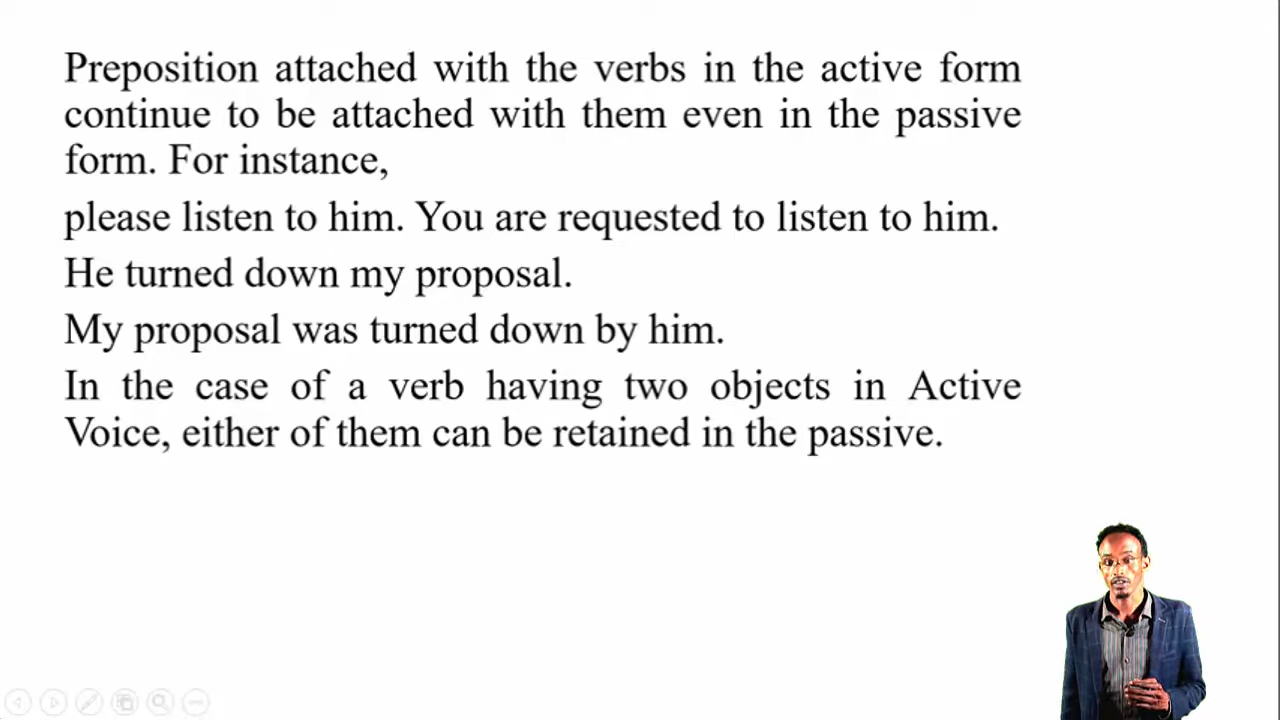 Preposition attached with the verbs in the active form
continue to be attached with them even in the passive
form. For instance,
please listen to him. You are requested to listen to him.
He turned down my proposal.
My proposal was turned down by him.
In the case of a verb having two objects in Active
Voice, either of them can be retained in the passive.